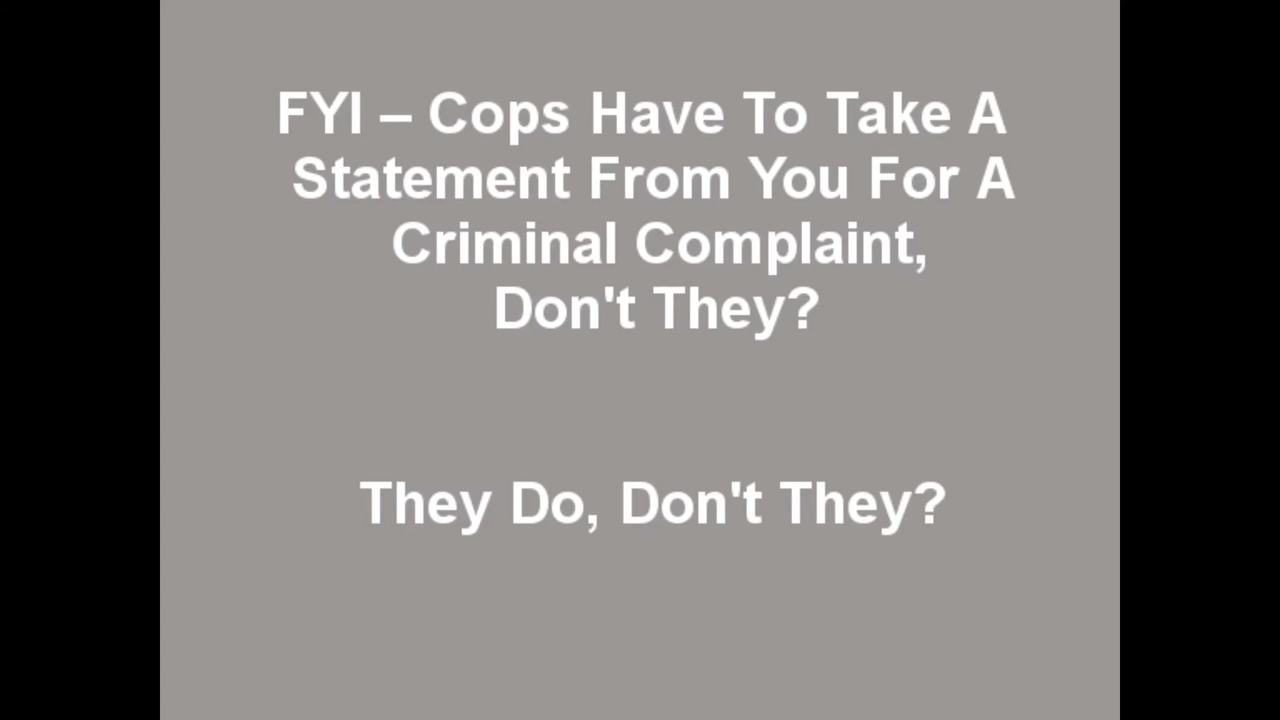 FYI – Cops Have To Take A
Statement From You For A
Criminal Complaint,
Don't They?
They Do, Don't They?